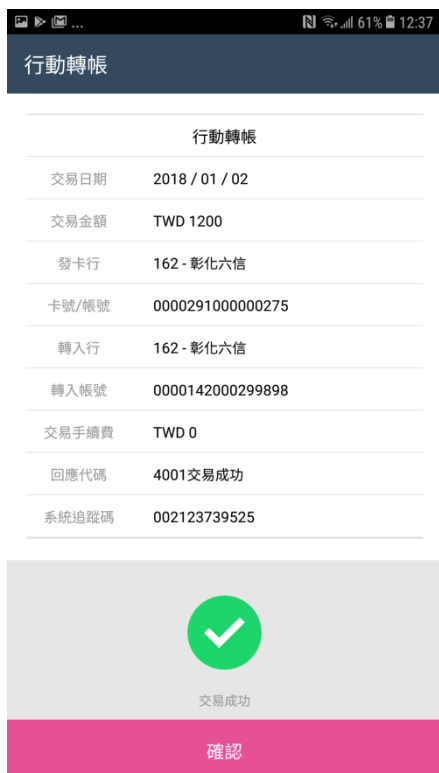 ... 61% 12:37
行動轉帳
行動轉帳
交易日期 2018 / 01 / 02
交易金額 TWD 1200
發卡行 162 - 彰化六信
卡號/帳號 0000291000000275
轉入行 162 - 彰化六信
轉入帳號 0000142000299898
交易手續費 TWD 0
回應代碼 4001交易成功
系統追蹤碼 002123739525
交易成功
確認